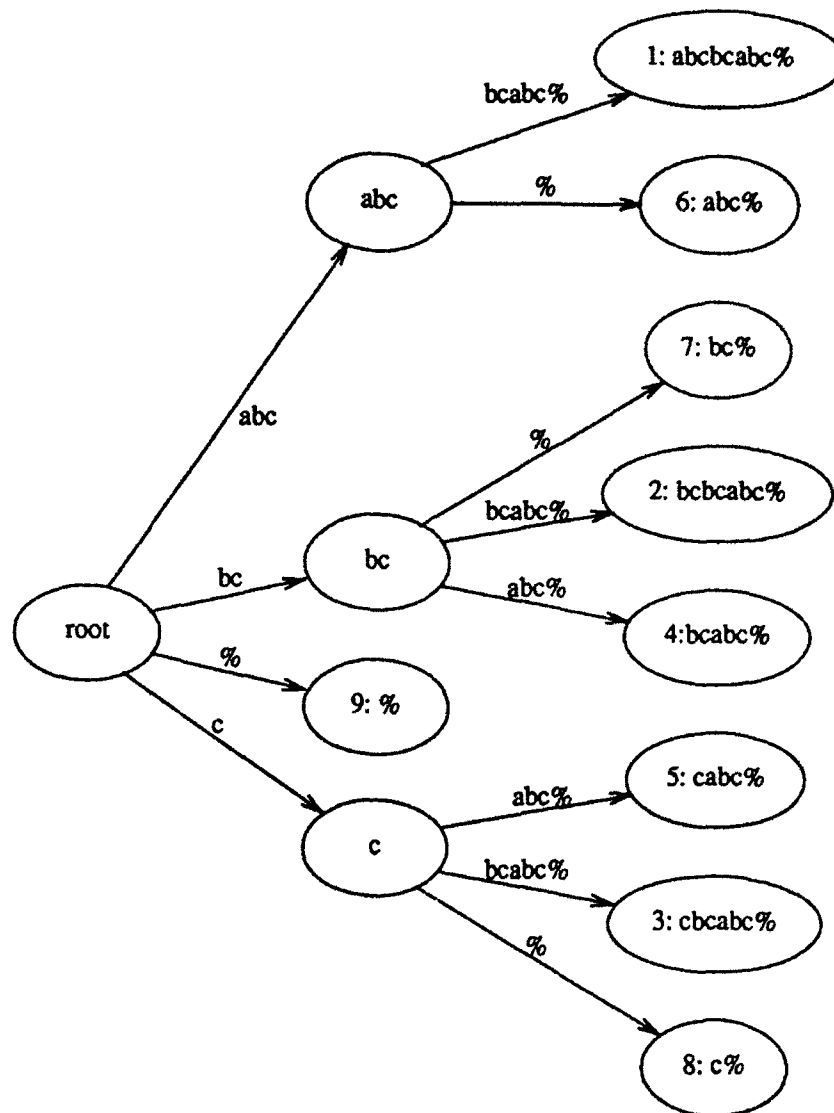 1: abcbcabc%
bcabc%
abc
%
6: abc%
7: bc%
abc
%
2: bcbcabc%
bcabc%
bc
bc
abc%
root
4:bcabc%
%
9: %
c
5: cabc%
abc%
c
bcabc%
3: cbcabc%
%
8: c%